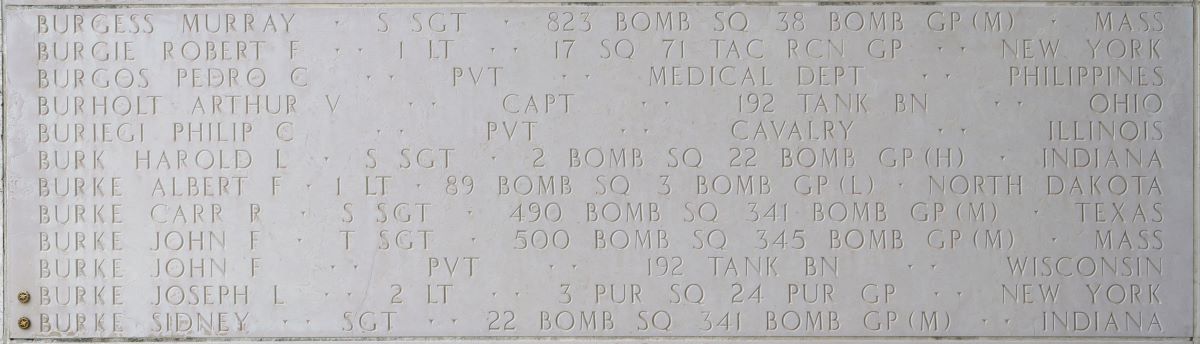 BURGESS MURRAY · S SGT · 823 BOMB SQ 38 BOMB GP (M) · MASS
BURGIE ROBERT F · · 1 LT · · 17 SQ 71 TAC RCN GP · · NEW YORK
BURGOS PEDRO C · · PVT · · MEDICAL DEPT · · PHILIPPINES
BURHOLT ARTHUR V · · CAPT · · 192 TANK BN · · OHIO
BURIEGI PHILIP C · · PVT · · CAVALRY · · ILLINOIS
BURK HAROLD L · S SGT · 2 BOMB SQ 22 BOMB GP (H) · INDIANA
BURKE ALBERT F · 1 LT · 89 BOMB SQ 3 BOMB GP (L) · NORTH DAKOTA
BURKE CARR R · S SGT · 490 BOMB SQ 341 BOMB GP (M) · TEXAS
BURKE JOHN F · T SGT · 500 BOMB SQ 345 BOMB GP (M) · MASS
BURKE JOHN F · · PVT · · 192 TANK BN · · WISCONSIN
BURKE JOSEPH L · · 2 LT · · 3 PUR SQ 24 PUR GP · · NEW YORK
BURKE SIDNEY · · SGT · · 22 BOMB SQ 341 BOMB GP (M) · · INDIANA